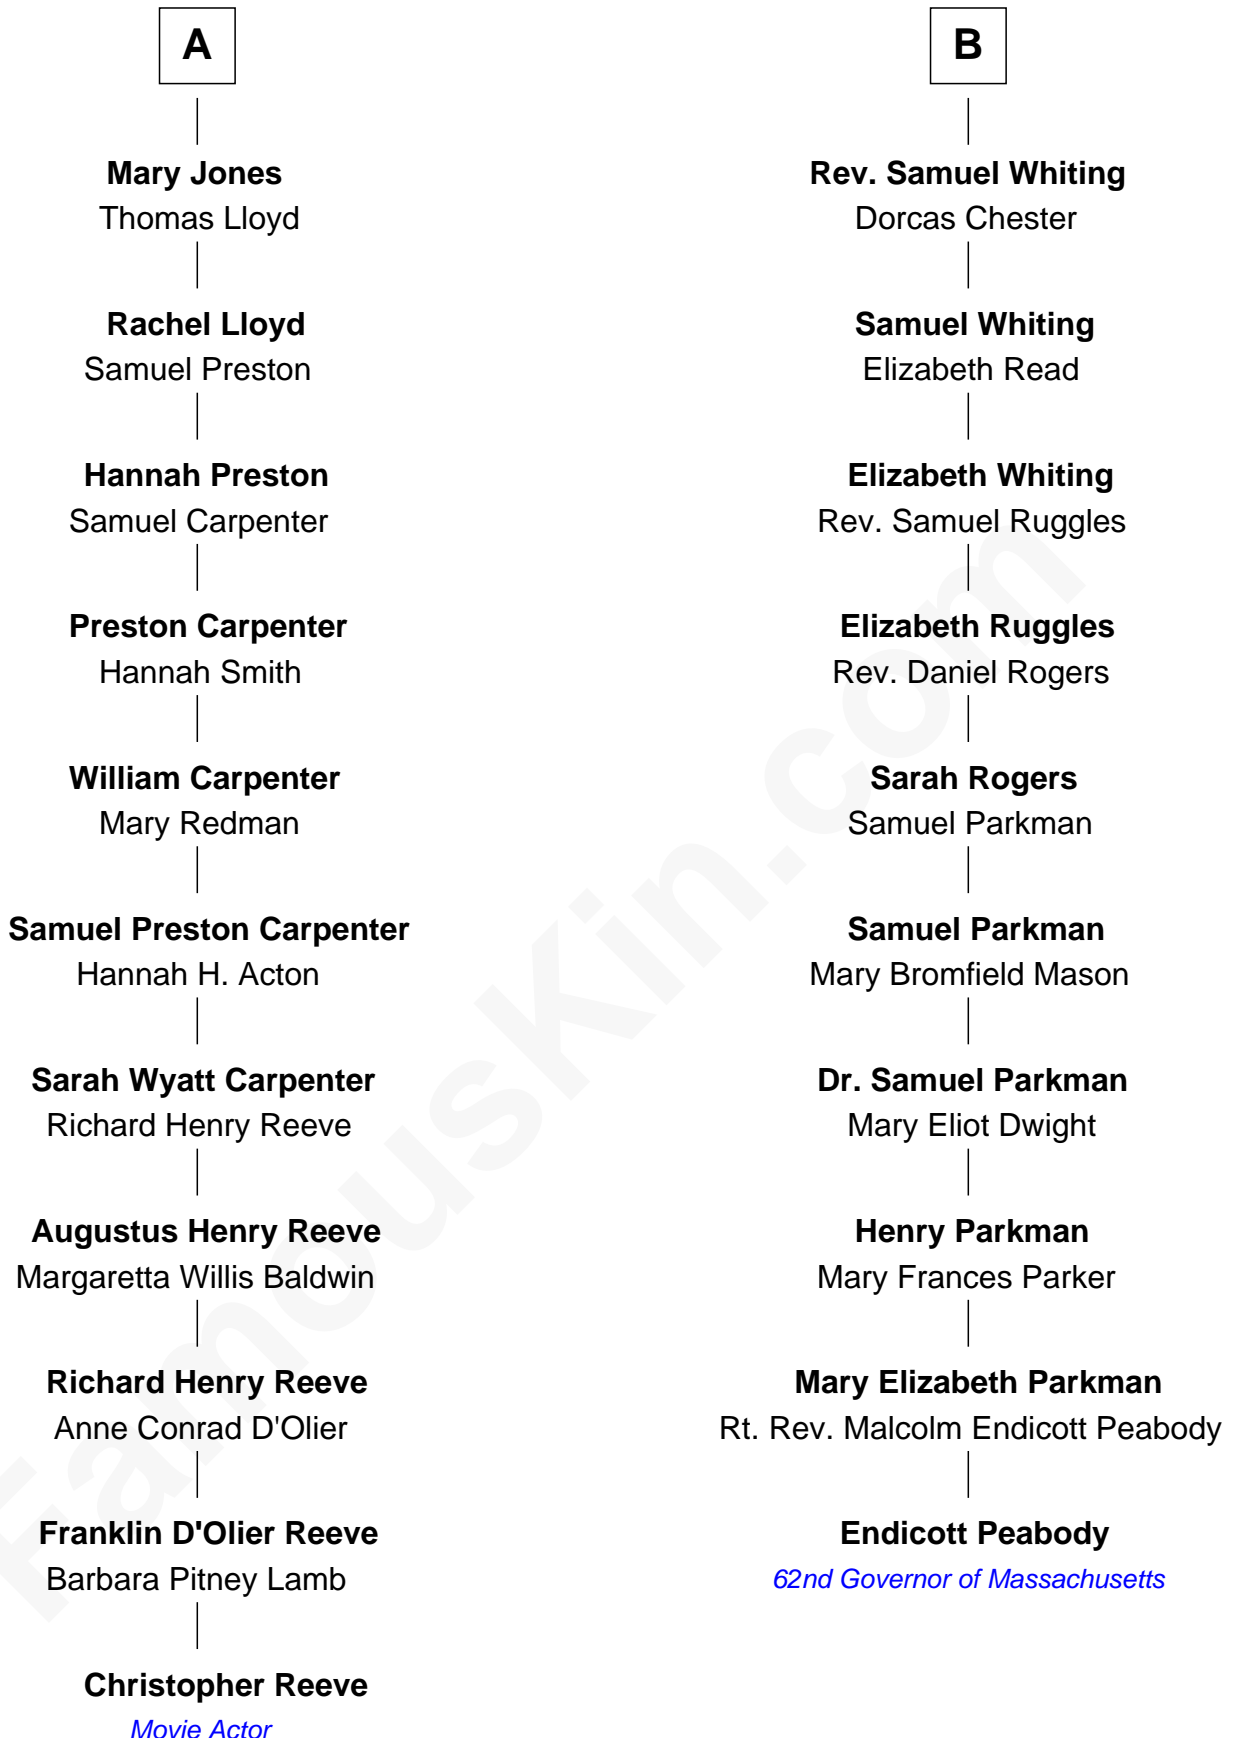 A
Mary Jones
Thomas Lloyd
Rachel Lloyd
Samuel Preston
Hannah Preston
Samuel Carpenter
Preston Carpenter
Hannah Smith
William Carpenter
Mary Redman
Samuel Preston Carpenter
Hannah H. Acton
Sarah Wyatt Carpenter
Richard Henry Reeve
Augustus Henry Reeve
Margaretta Willis Baldwin
Richard Henry Reeve
Anne Conrad D'Olier
Franklin D'Olier Reeve
Barbara Pitney Lamb
Christopher Reeve
Movie Actor
B
Rev. Samuel Whiting
Dorcas Chester
Samuel Whiting
Elizabeth Read
Elizabeth Whiting
Rev. Samuel Ruggles
Elizabeth Ruggles
Rev. Daniel Rogers
Sarah Rogers
Samuel Parkman
Samuel Parkman
Mary Bromfield Mason
Dr. Samuel Parkman
Mary Eliot Dwight
Henry Parkman
Mary Frances Parker
Mary Elizabeth Parkman
Rt. Rev. Malcolm Endicott Peabody
Endicott Peabody
62nd Governor of Massachusetts
FamousKin.com